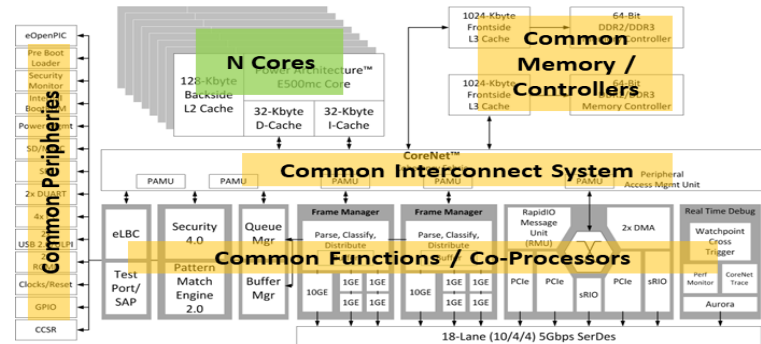 eOpenPIC
Pre Boot
Loader
Security
Monitor
Power Mgmt
2x DUART
Clocks/Reset
GPIO
CCSR
Common Peripheries
N Cores
Power Architecture™
E500mc Core
128-Kbyte
Backside
L2 Cache
32-Kbyte
D-Cache
32-Kbyte
I-Cache
1024-Kbyte
Frontside
L3 Cache
64-Bit
DDR2/DDR3
Memory Controller
1024-Kbyte
Frontside
L3 Cache
64-Bit
DDR2/DDR3
Memory Controller
Common
Memory /
Controllers
CoreNet™
Common Interconnect System
PAMU
PAMU
PAMU
PAMU
Peripheral
Access Mgmt Unit
eLBC
Test
Port/
SAP
Security
4.0
Pattern
Match
Engine
2.0
Queue
Mgr
Buffer
Mgr
Frame Manager
Parse, Classify,
Distribute
10GE
1GE
1GE
1GE
1GE
Frame Manager
Parse, Classify,
Distribute
Buffer
10GE
1GE
1GE
1GE
1GE
RapidIO
Message
Unit
(RMU)
2x DMA
PCIe
PCIe
sRIO
PCIe
sRIO
Real Time Debug
Watchpoint
Cross
Trigger
Perf
Monitor
CoreNet
Trace
Aurora
Common Functions / Co-Processors
18-Lane (10/4/4) 5Gbps SerDes